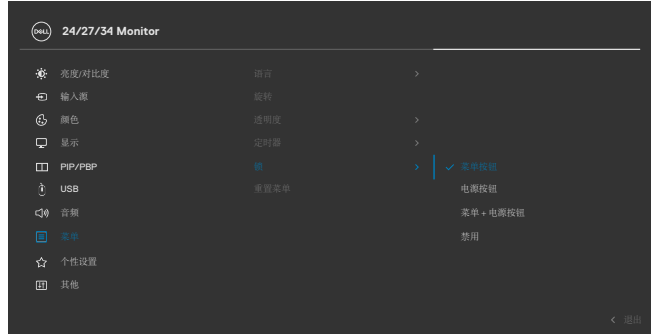 DELL 24/27/34 Monitor
亮度/对比度 语言
输入源 旋转
颜色 透明度
显示 定时器
PIP/PBP 锁 菜单按钮
USB 重置菜单 电源按钮
音频 菜单 + 电源按钮
菜单 禁用
个性设置
其他
退出